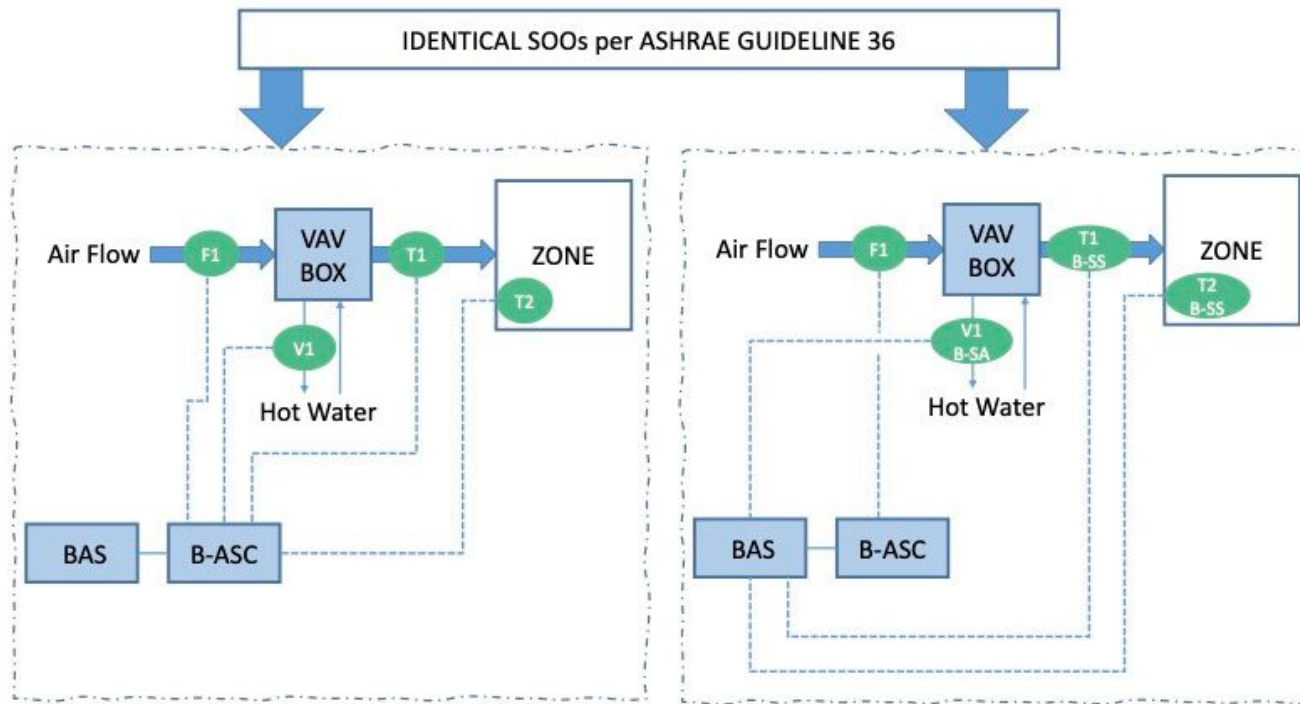 IDENTICAL SOOs per ASHRAE GUIDELINE 36
Air Flow
F1
VAV
BOX
T1
ZONE
T2
V1
Hot Water
BAS
B-ASC
Air Flow
F1
VAV
BOX
T1
B-SS
ZONE
T2
B-SS
V1
B-SA
Hot Water
BAS
B-ASC